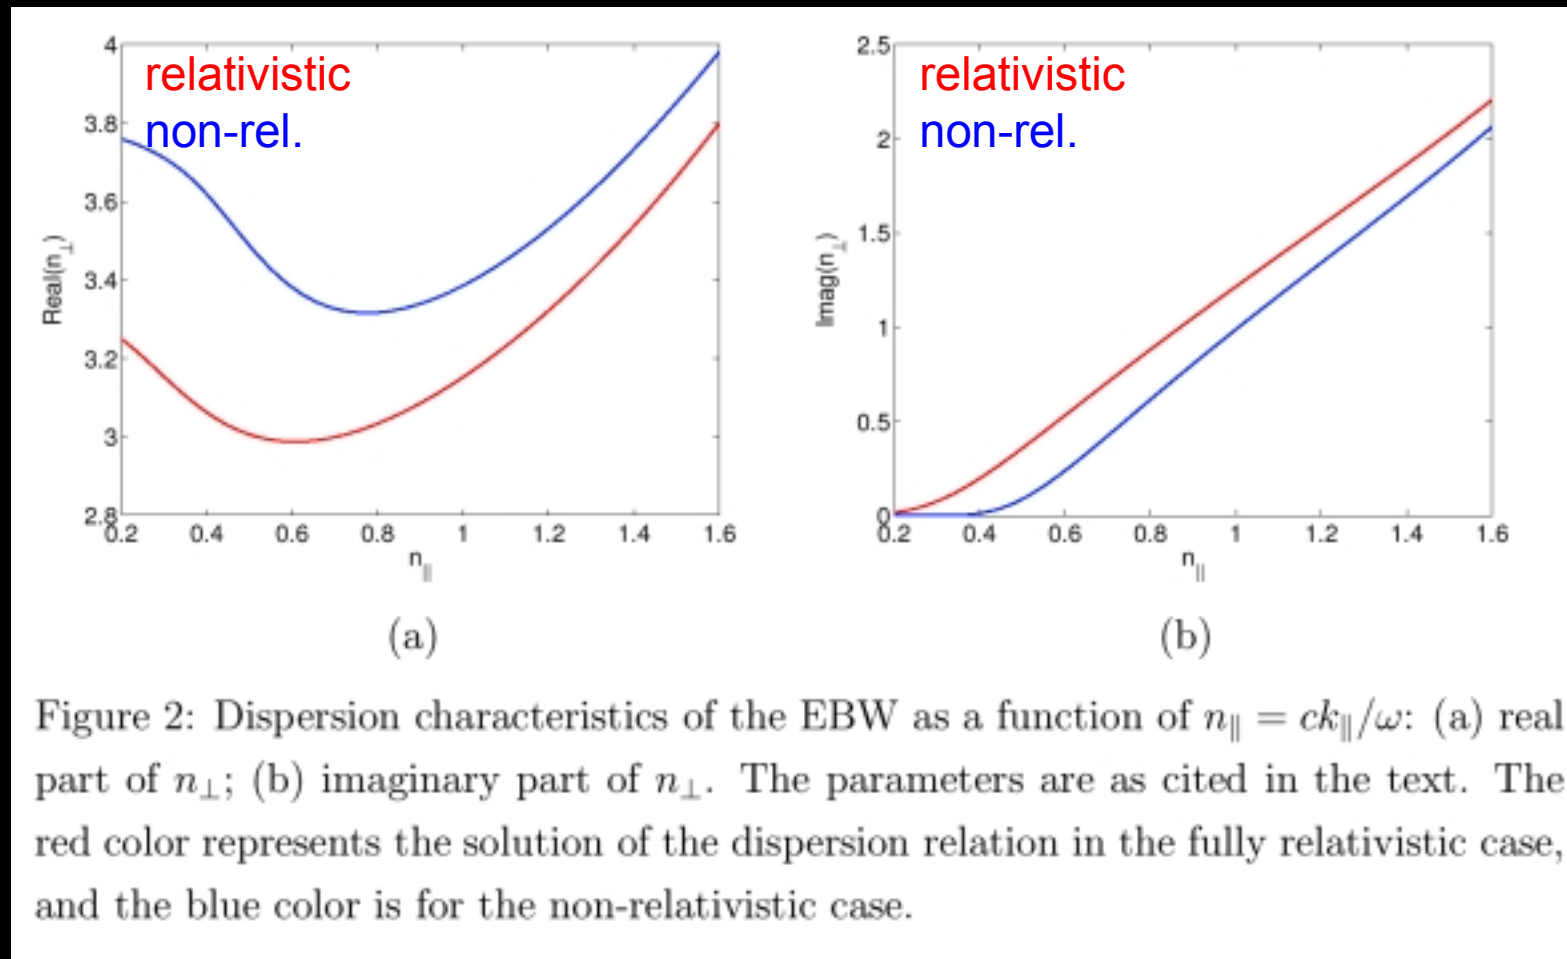 relativistic
non-rel.
4
3.8
3.6
3.4
3.2
3
2.8
Real(n⊥)
0.2 0.4 0.6 0.8 1 1.2 1.4 1.6
n||
(a)
relativistic
non-rel.
2.5
2
1.5
1
0.5
0
Imag(n⊥)
0.2 0.4 0.6 0.8 1 1.2 1.4 1.6
n||
(b)
Figure 2: Dispersion characteristics of the EBW as a function of n∥ = ck∥/ω: (a) real
part of n⊥; (b) imaginary part of n⊥. The parameters are as cited in the text. The
red color represents the solution of the dispersion relation in the fully relativistic case,
and the blue color is for the non-relativistic case.